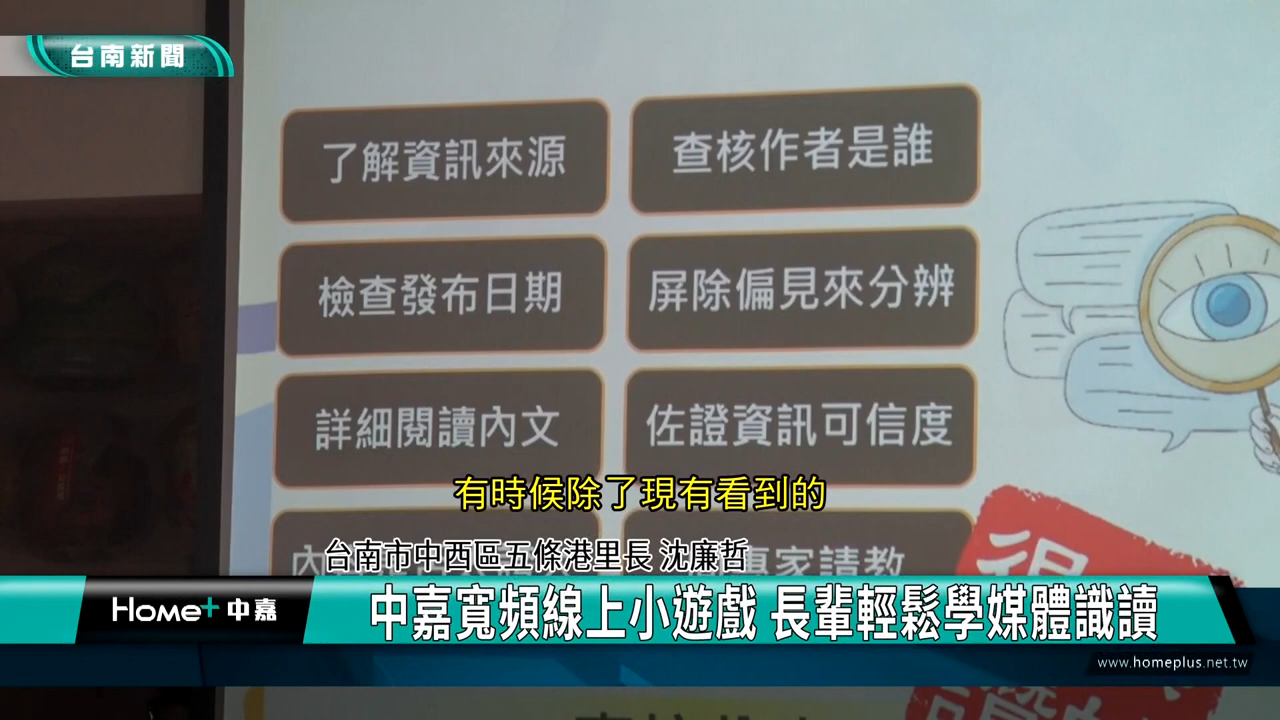 台南新聞
了解資訊來源
查核作者是誰
檢查發布日期
屏除偏見來分辨
詳細閱讀內文
佐證資訊可信度
有時候除了現有看到的
專家請教
台南市中西區五條港里長 沈廉哲
Home+中嘉
中嘉寬頻線上小遊戲 長輩輕鬆學媒體識讀
www.homeplus.net.tw